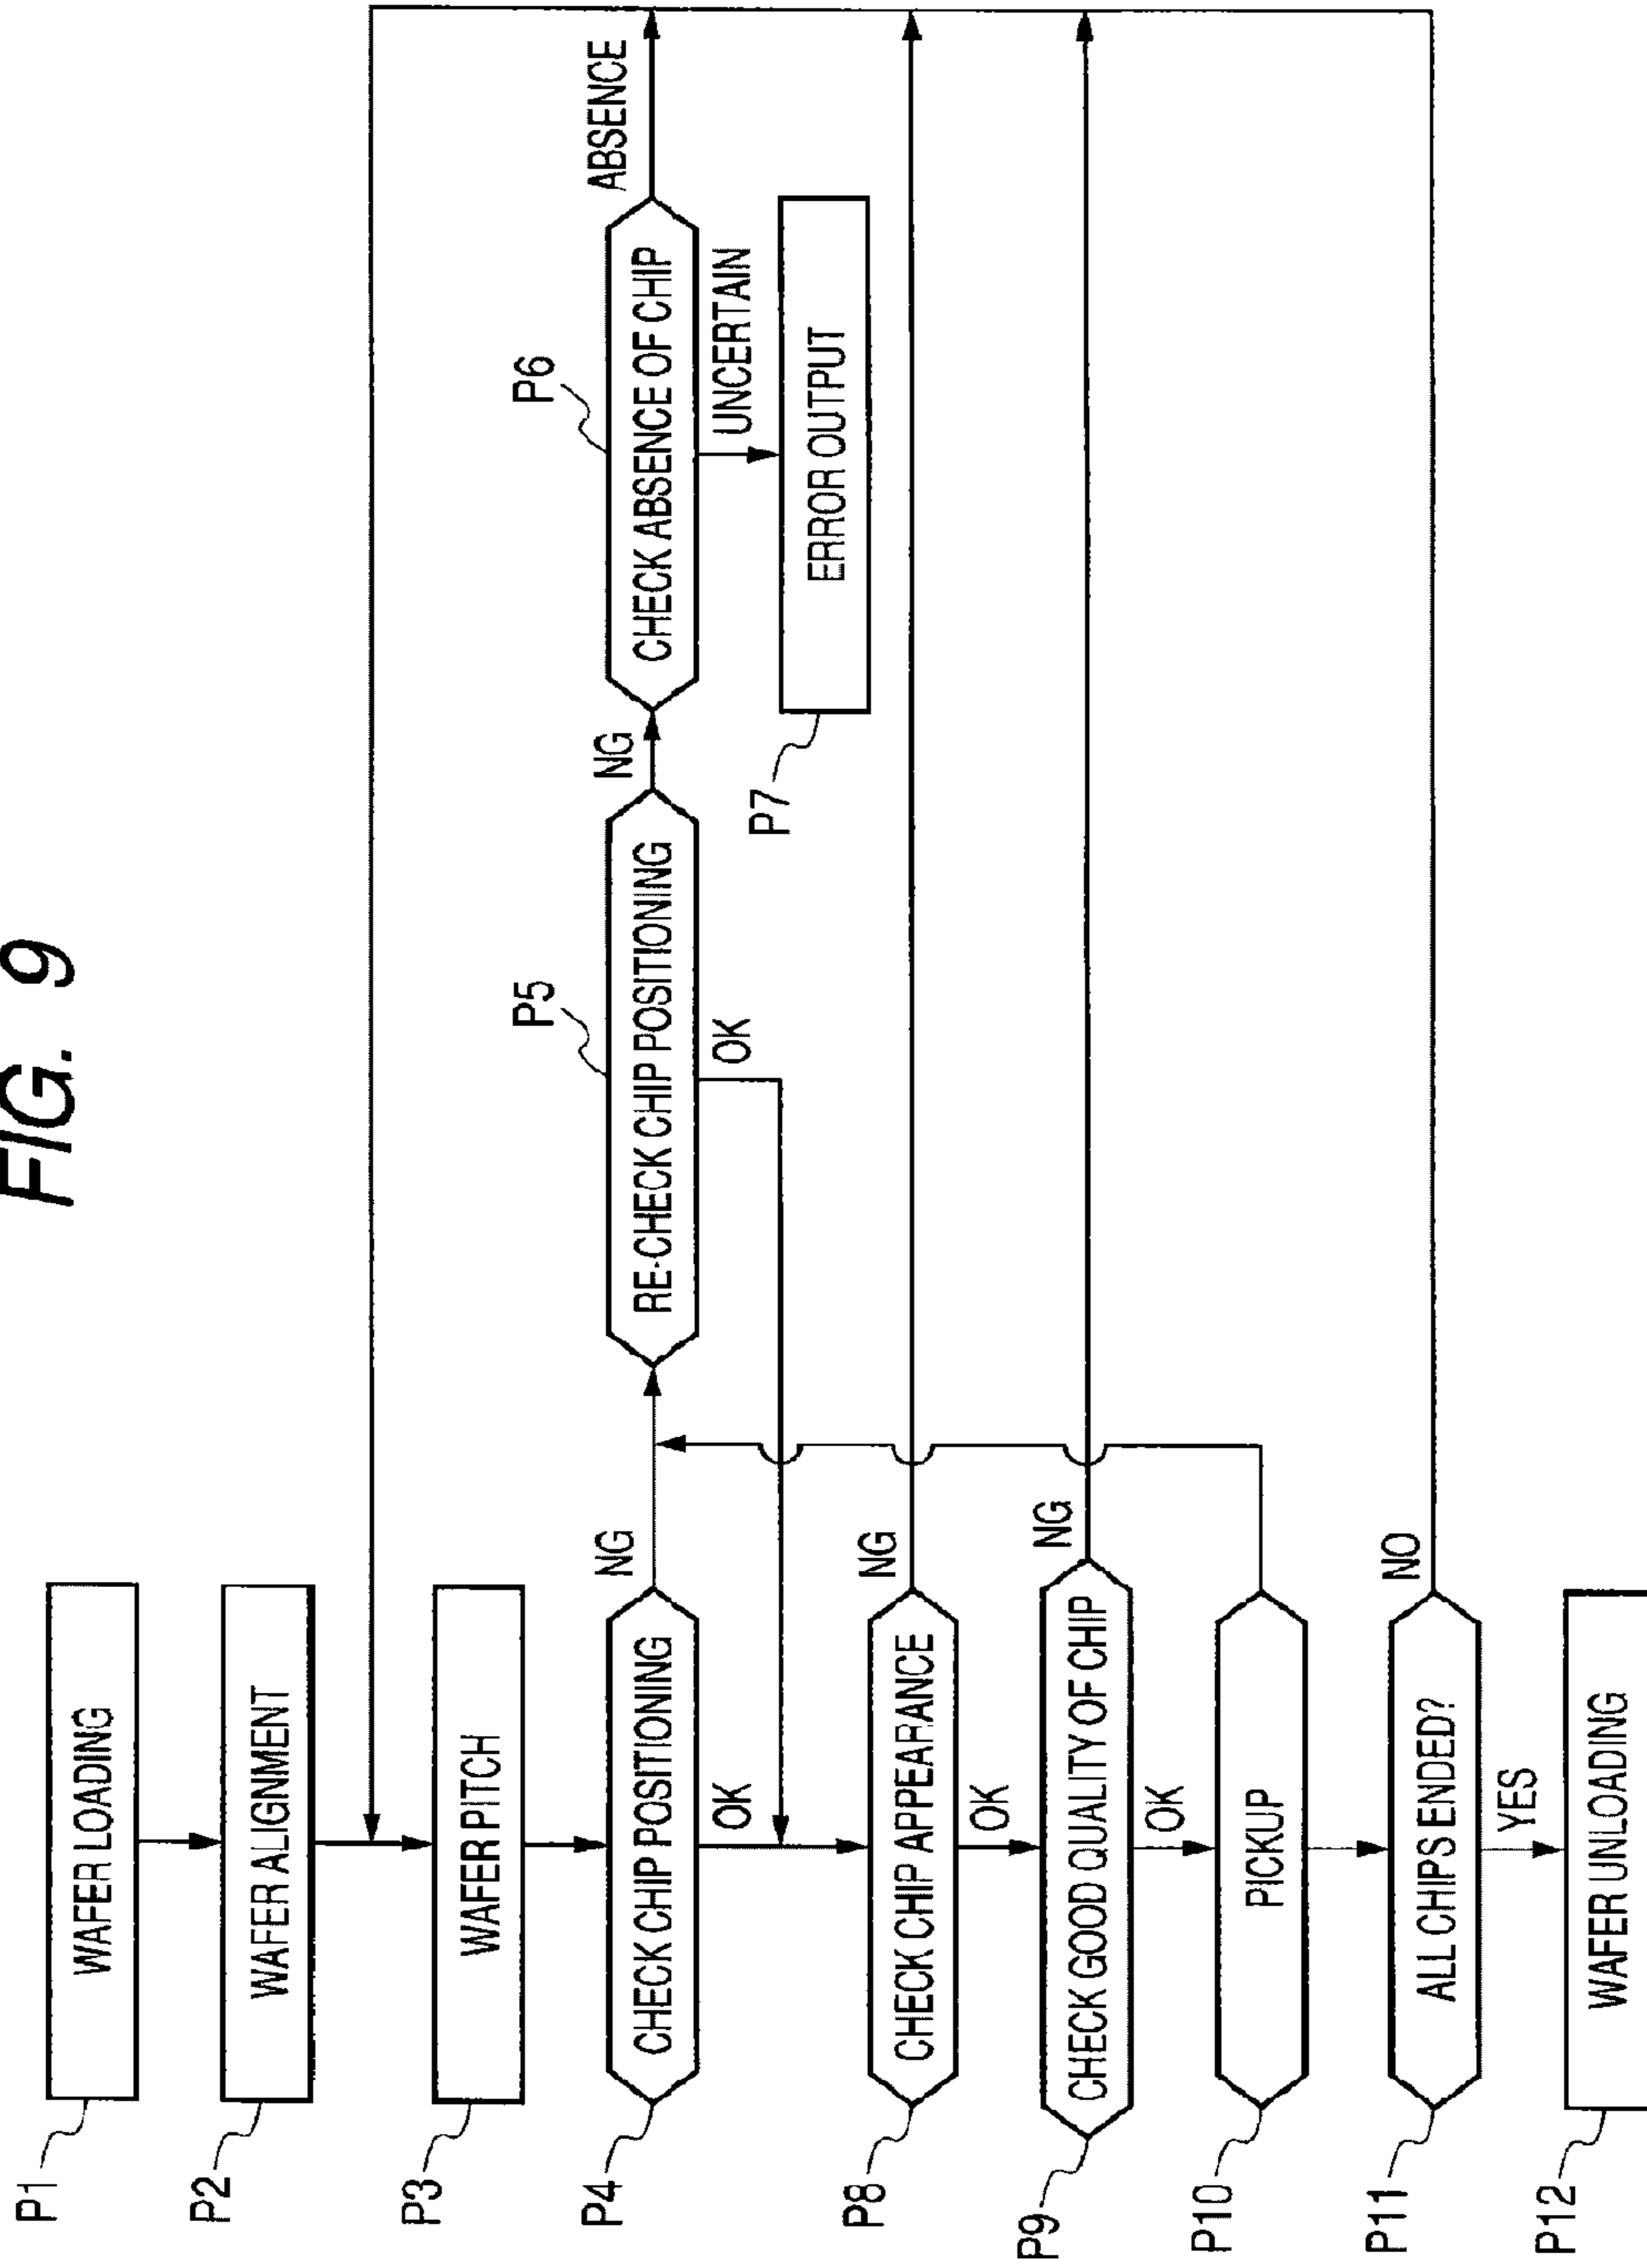 FIG. 9
P1
WAFER LOADING
P2
WAFER ALIGNMENT
P3
WAFER PITCH
P4
CHECK CHIP POSITIONING
NG
P5
RE-CHECK CHIP POSITIONING
NG
P6
CHECK ABSENCE OF CHIP
ABSENCE
OK
OK
UNCERTAIN
P7
ERROR OUTPUT
P8
CHECK CHIP APPEARANCE
NG
OK
P9
CHECK GOOD QUALITY OF CHIP
NG
OK
P10
PICKUP
P11
ALL CHIPS ENDED?
NO
YES
P12
WAFER UNLOADING